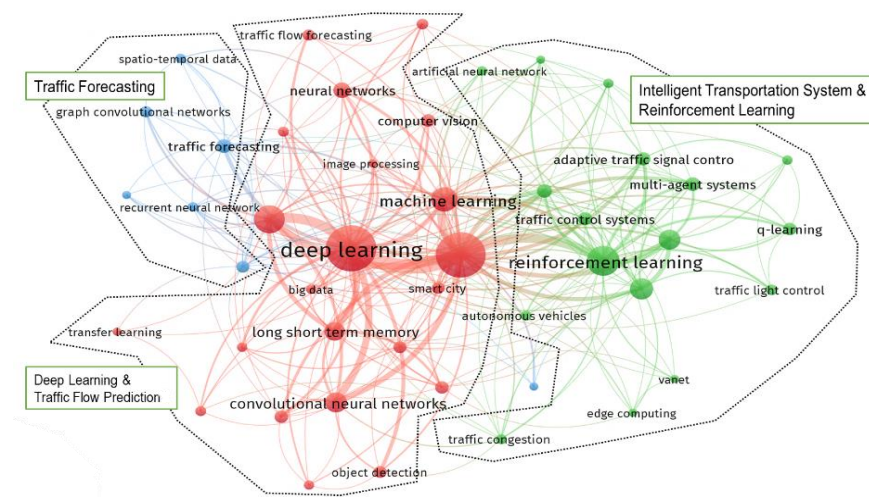 traffic flow forecasting
spatio-temporal data
artificial neural network
Traffic Forecasting
Intelligent Transportation System &
Reinforcement Learning
neural networks
graph convolutional networks
computer vision
traffic forecasting
image processing
adaptive traffic signal contro
multi-agent systems
machine learning
recurrent neural network
traffic control systems
q-learning
deep learning
reinforcement learning
big data
smart city
traffic light control
autonomous vehicles
transfer learning
long short term memory
Deep Learning &
Traffic Flow Prediction
vanet
convolutional neural networks
edge computing
traffic congestion
object detection